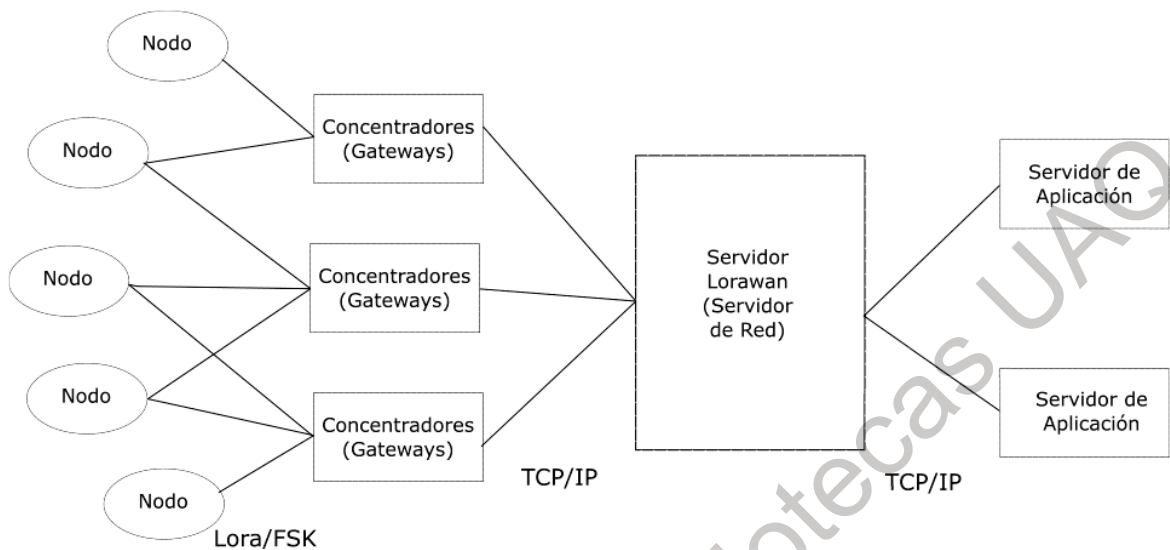 Nodo
Nodo
Nodo
Nodo
Nodo
Lora/FSK
Concentradores
(Gateways)
Concentradores
(Gateways)
Concentradores
(Gateways)
TCP/IP
Servidor
Lorawan
(Servidor
de Red)
TCP/IP
Servidor de
Aplicación
Servidor de
Aplicación
UAQ